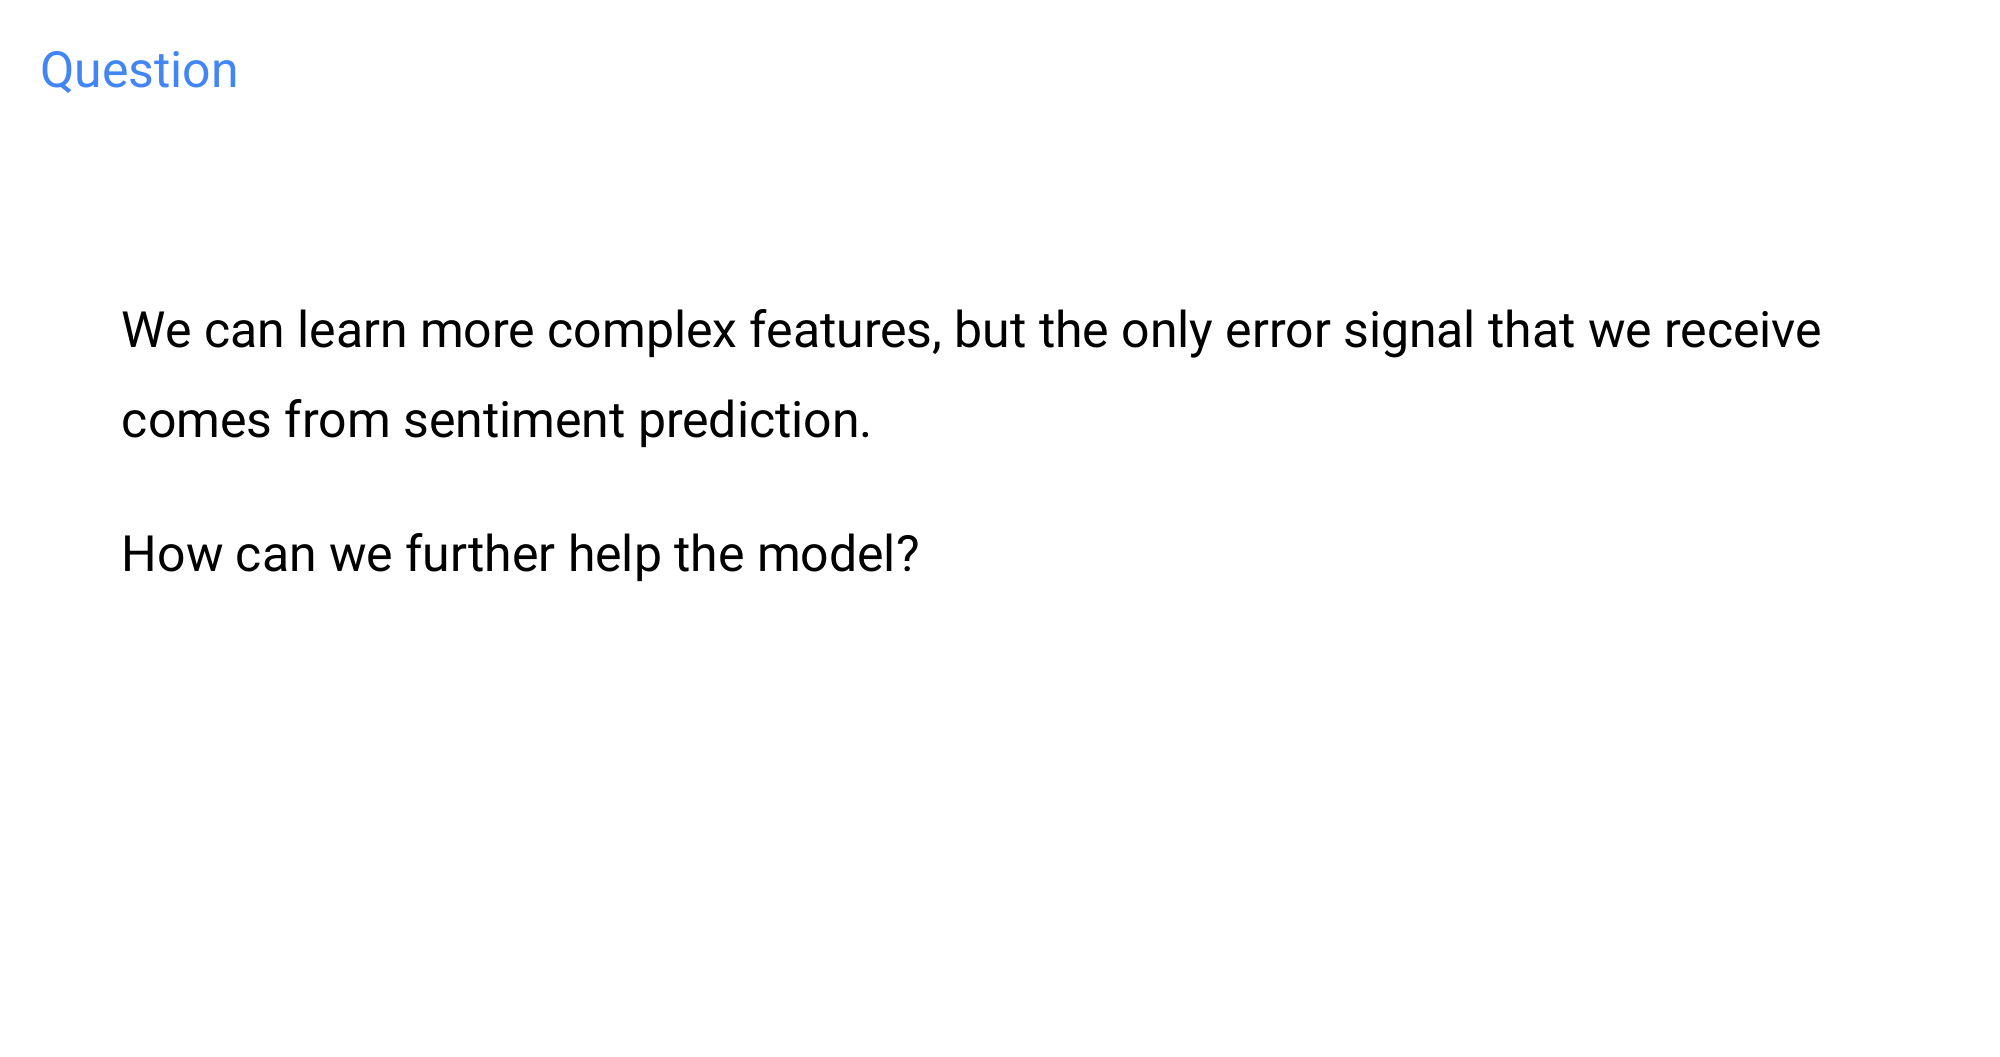 Question
We can learn more complex features, but the only error signal that we receive
comes from sentiment prediction.
How can we further help the model?